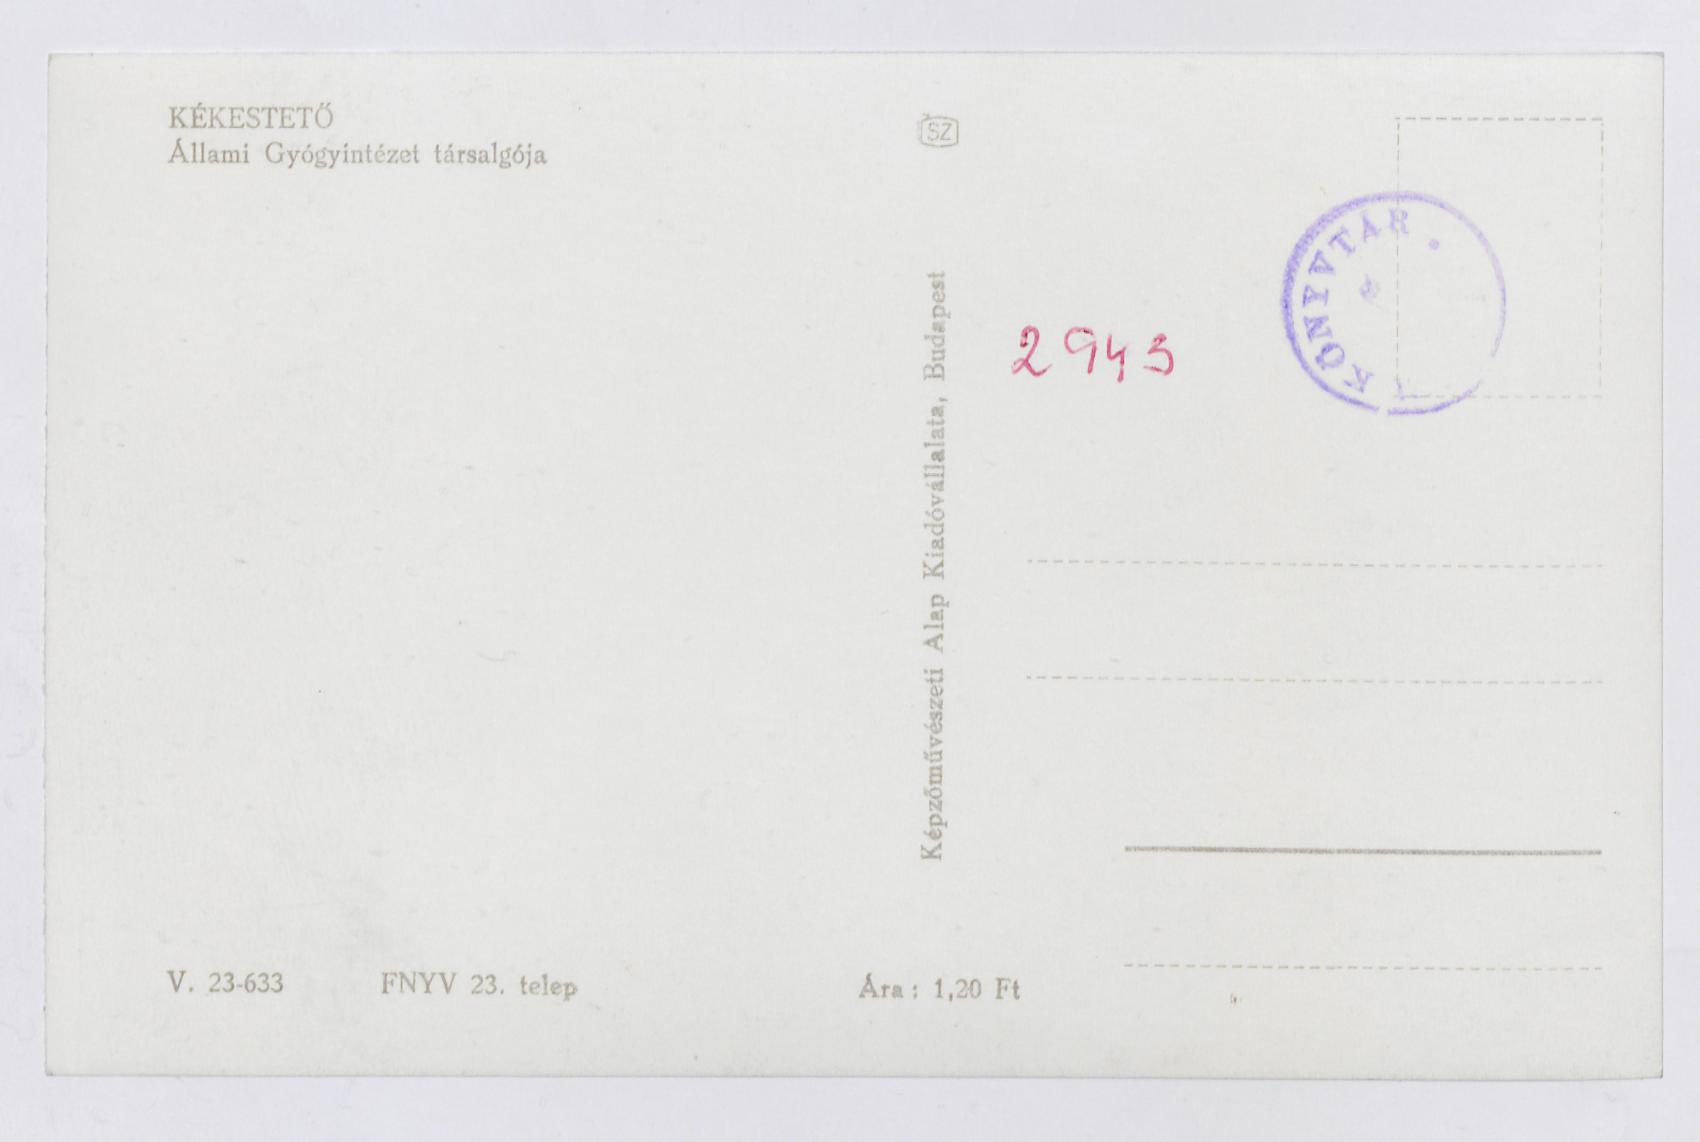 KÉKESTETŐ
Állami Gyógyintézet társalgója
SZ
KÖNYVTÁR
2943
Képzőművészeti Alap Kiadóvállalata, Budapest
V. 23-633 FNYV 23. telep
Ára: 1,20 Ft